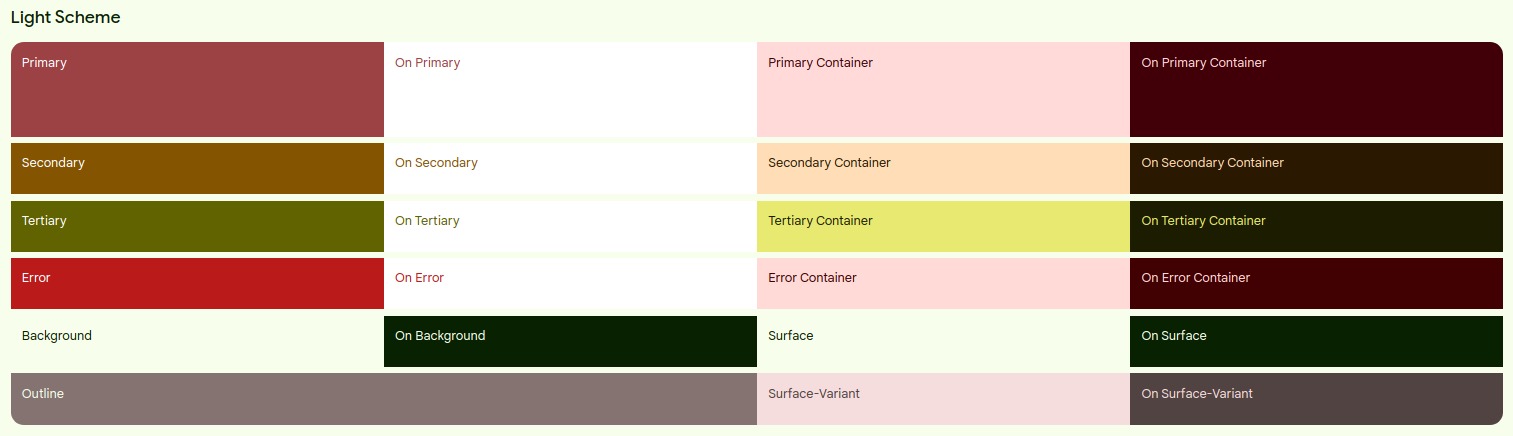 Light Scheme
Primary
On Primary
Primary Container
On Primary Container
Secondary
On Secondary
Secondary Container
On Secondary Container
Tertiary
On Tertiary
Tertiary Container
On Tertiary Container
Error
On Error
Error Container
On Error Container
Background
On Background
Surface
On Surface
Outline
Surface-Variant
On Surface-Variant